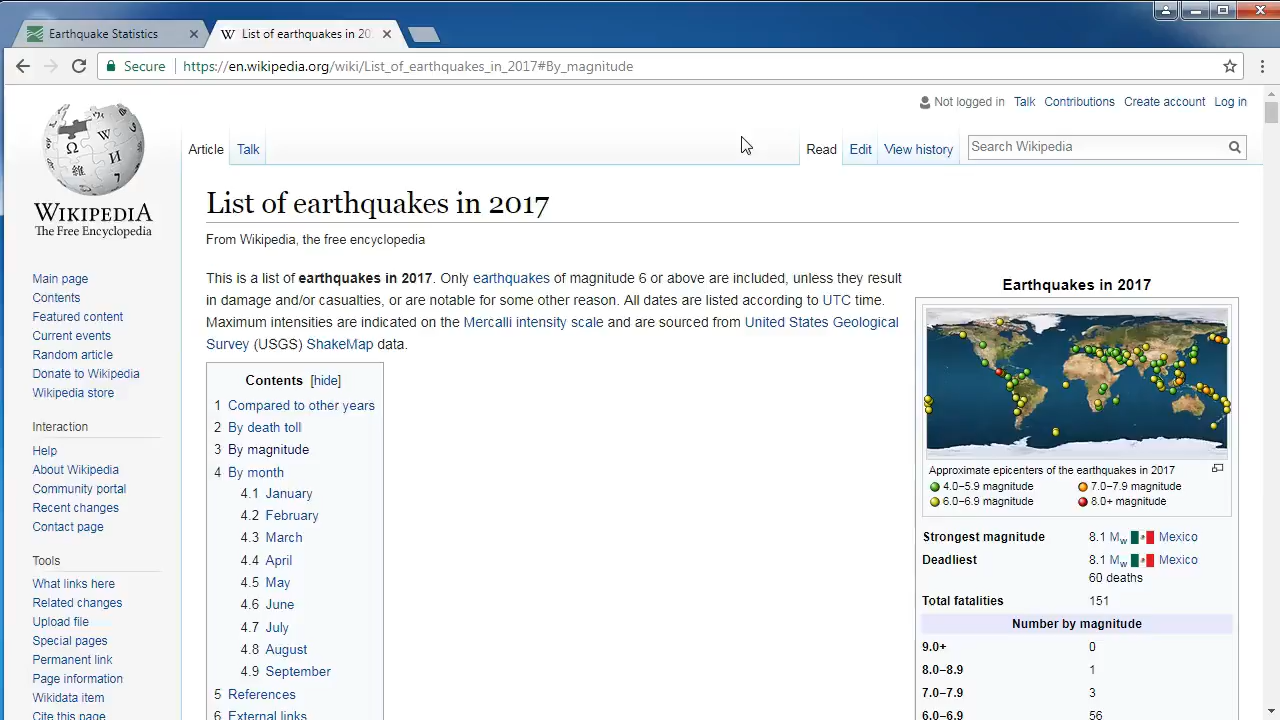 Earthquake Statistics
List of earthquakes in 20
Secure
https://en.wikipedia.org/wiki/List_of_earthquakes_in_2017#By_magnitude
Not logged in Talk Contributions Create account Log in
Article Talk
Read Edit View history
Search Wikipedia
WIKIPEDIA
The Free Encyclopedia
Main page
Contents
Featured content
Current events
Random article
Donate to Wikipedia
Wikipedia store
Interaction
Help
About Wikipedia
Community portal
Recent changes
Contact page
Tools
What links here
Related changes
Upload file
Special pages
Permanent link
Page information
Wikidata item
Cite this page
List of earthquakes in 2017
From Wikipedia, the free encyclopedia
This is a list of earthquakes in 2017. Only earthquakes of magnitude 6 or above are included, unless they result
in damage and/or casualties, or are notable for some other reason. All dates are listed according to UTC time.
Maximum intensities are indicated on the Mercalli intensity scale and are sourced from United States Geological
Survey (USGS) ShakeMap data.
Contents [hide]
1 Compared to other years
2 By death toll
3 By magnitude
4 By month
4.1 January
4.2 February
4.3 March
4.4 April
4.5 May
4.6 June
4.7 July
4.8 August
4.9 September
5 References
6 External links
Earthquakes in 2017
Approximate epicenters of the earthquakes in 2017
4.0–5.9 magnitude 7.0–7.9 magnitude
6.0–6.9 magnitude 8.0+ magnitude
Strongest magnitude 8.1 Mw Mexico
Deadliest 8.1 Mw Mexico
60 deaths
Total fatalities 151
Number by magnitude
9.0+ 0
8.0–8.9 1
7.0–7.9 3
6.0–6.9 56